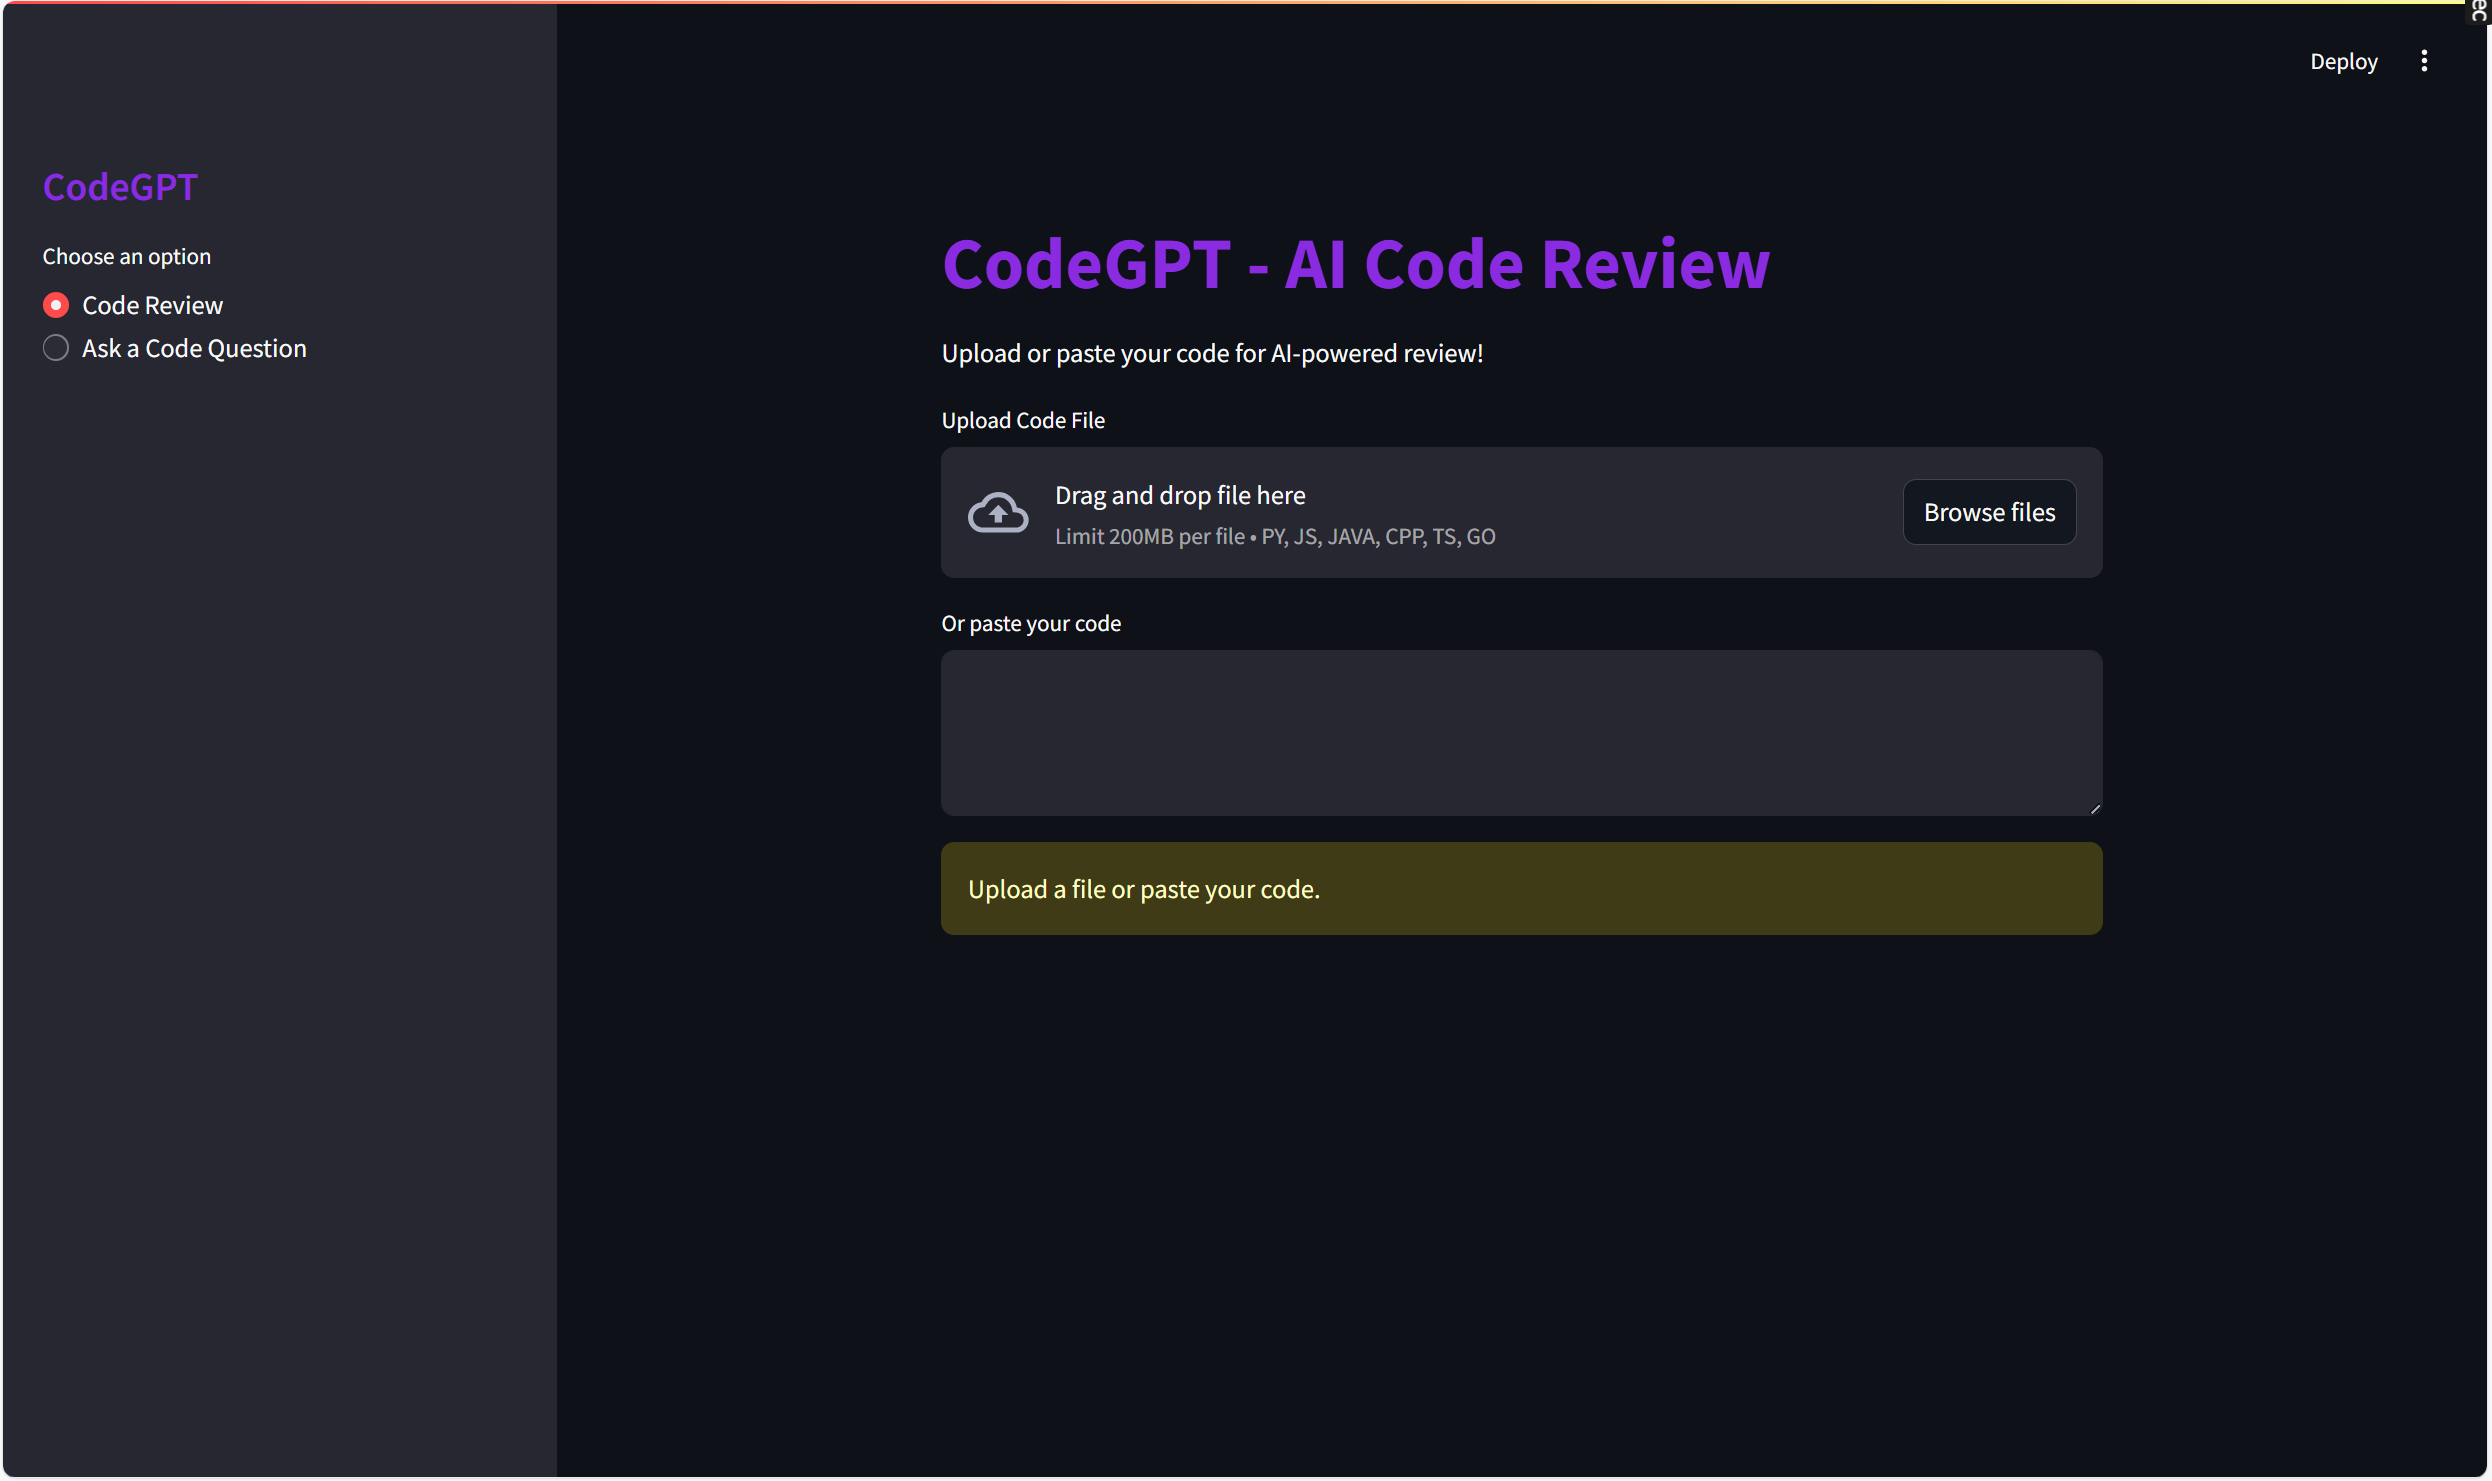 ec
Deploy
CodeGPT
Choose an option
Code Review
Ask a Code Question
CodeGPT - AI Code Review
Upload or paste your code for AI-powered review!
Upload Code File
Drag and drop file here
Limit 200MB per file • PY, JS, JAVA, CPP, TS, GO
Browse files
Or paste your code
Upload a file or paste your code.